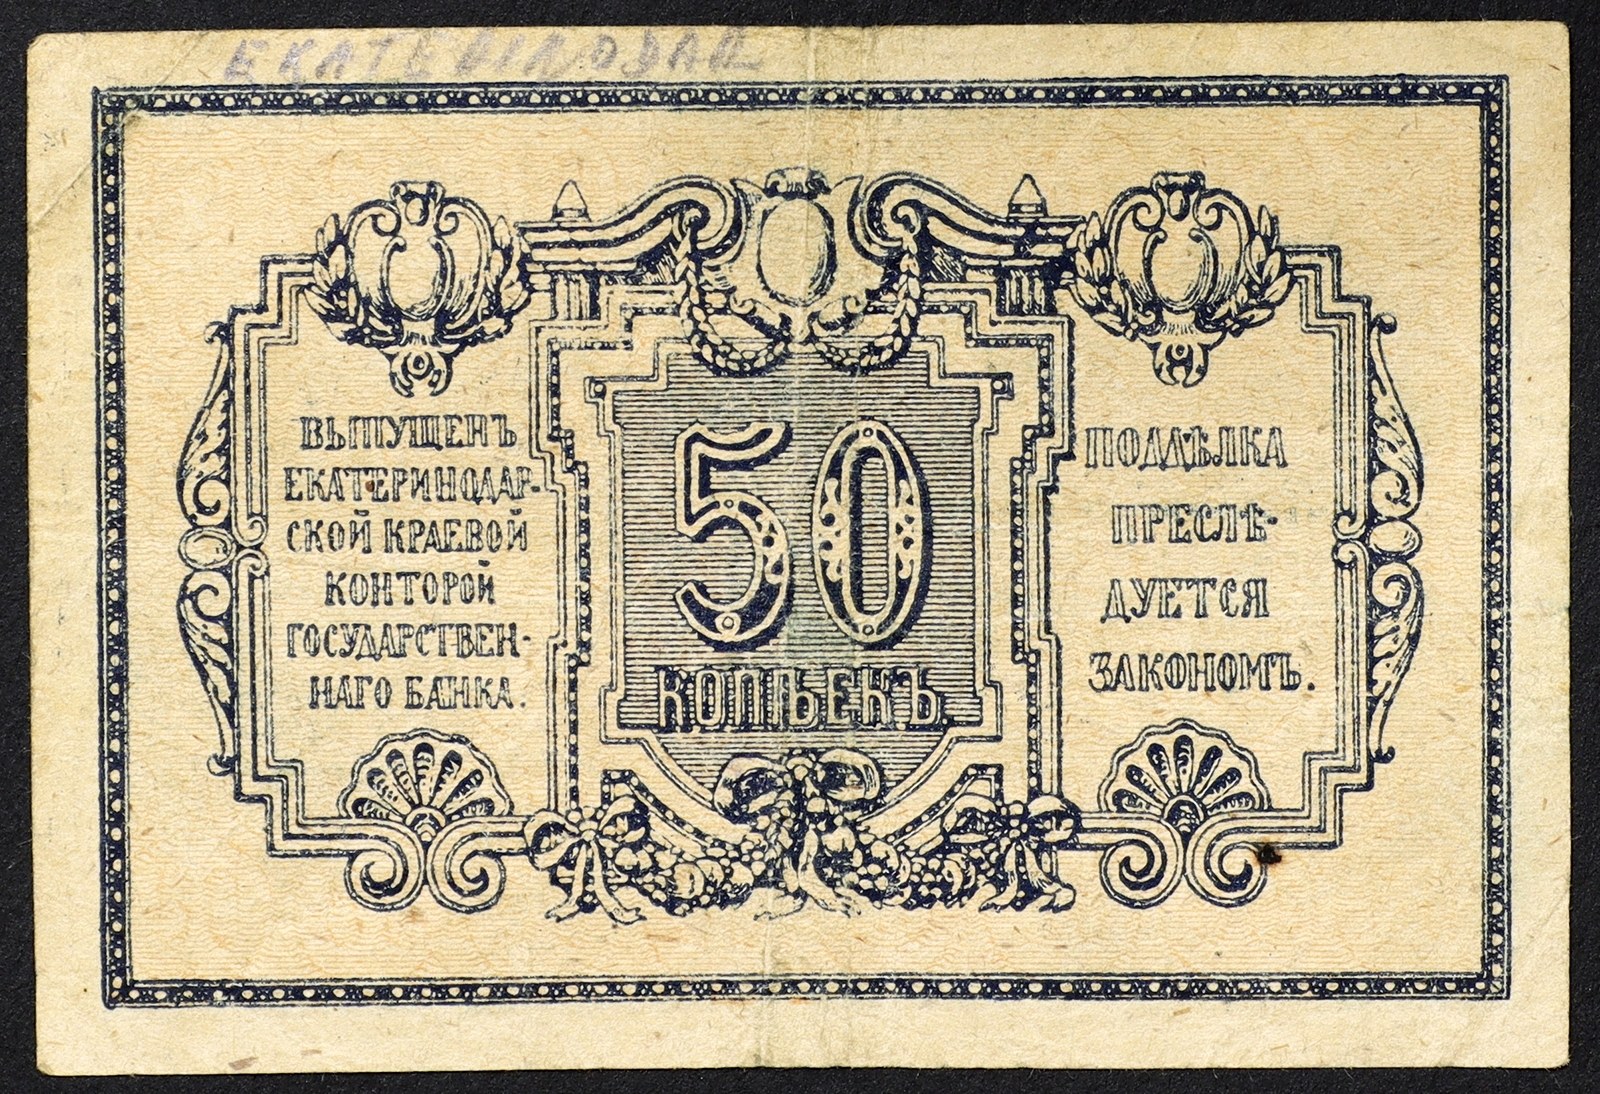 ЕКАТЕРИНОДАР
ВЫПУЩЕНЪ
ЕКАТЕРИНОДАР-
СКОЙ КРАЕВОЙ
КОНТОРОЙ
ГОСУДАРСТВЕН-
НАГО БАНКА.
50
КОПѢЕКЪ.
ПОДДѢЛКА
ПРЕСЛѢ-
ДУЕТСЯ
ЗАКОНОМЪ.